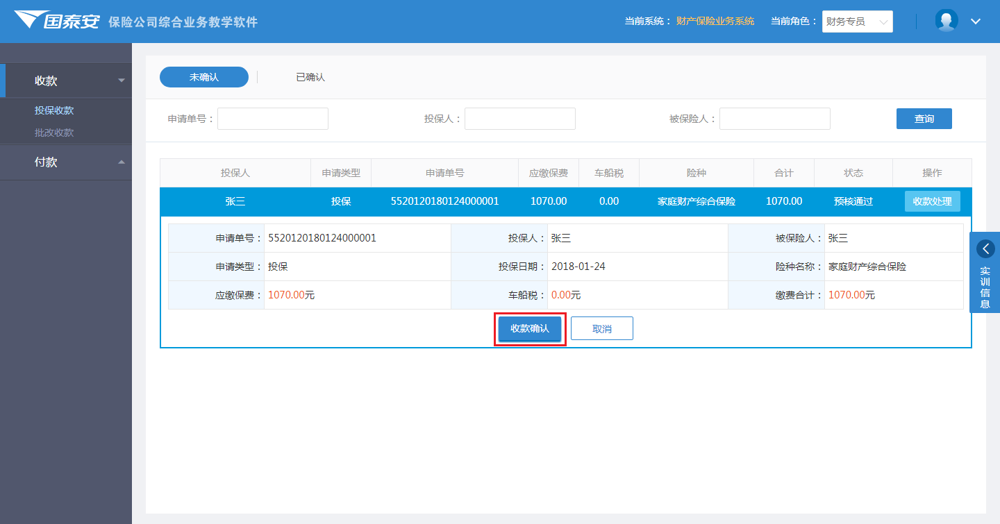 国泰安 保险公司综合业务教学软件 当前系统： 财产保险业务系统 当前角色： 财务专员
收款
投保收款
批改收款
付款
未确认 已确认
申请单号： 投保人： 被保险人： 查询
投保人 申请类型 申请单号 应缴保费 车船税 险种 合计 状态 操作
张三 投保 5520120180124000001 1070.00 0.00 家庭财产综合保险 1070.00 预核通过 收款处理
申请单号： 5520120180124000001 投保人： 张三 被保险人： 张三
申请类型： 投保 投保日期： 2018-01-24 险种名称： 家庭财产综合保险
应缴保费： 1070.00元 车船税： 0.00元 缴费合计： 1070.00元
收款确认 取消
实训信息